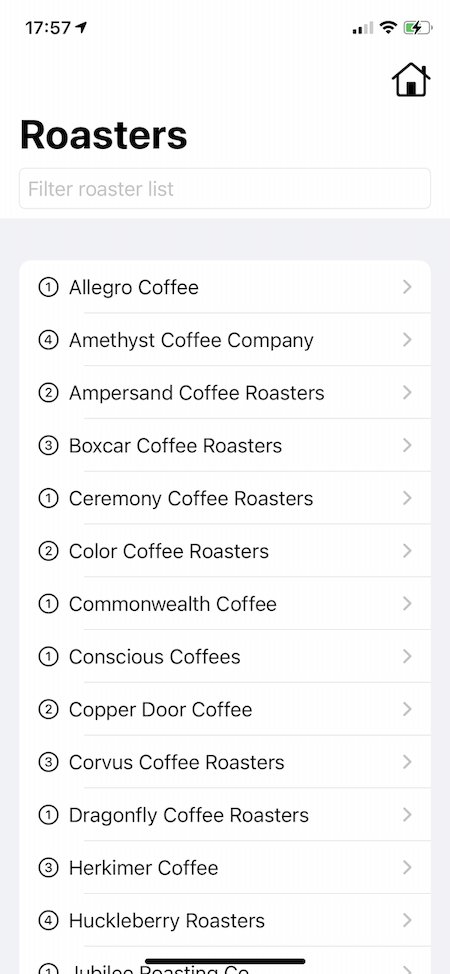 17:57
Roasters
Filter roaster list
1 Allegro Coffee
4 Amethyst Coffee Company
2 Ampersand Coffee Roasters
3 Boxcar Coffee Roasters
1 Ceremony Coffee Roasters
2 Color Coffee Roasters
1 Commonwealth Coffee
1 Conscious Coffees
2 Copper Door Coffee
3 Corvus Coffee Roasters
1 Dragonfly Coffee Roasters
3 Herkimer Coffee
4 Huckleberry Roasters
1 Jubilee Roasting Co